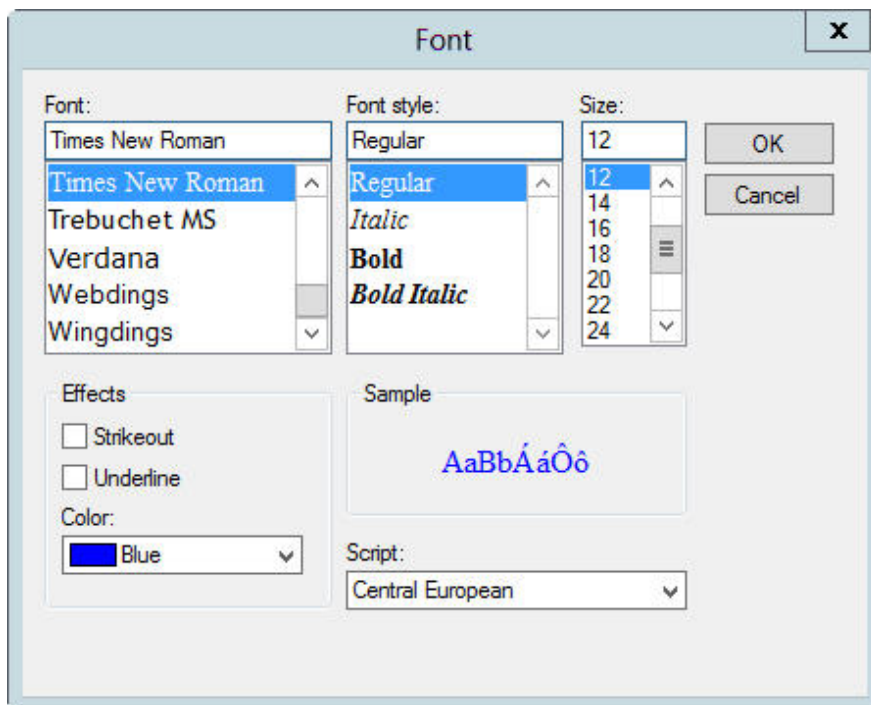 Font
x
Font:
Font style:
Size:
Times New Roman
Regular
12
OK
Times New Roman
Regular
12
Cancel
Trebuchet MS
Italic
14
Verdana
Bold
16
Webdings
Bold Italic
18
Wingdings
20
22
24
Effects
Sample
Strikeout
AaBbÁáÔô
Underline
Color:
Blue
Script:
Central European